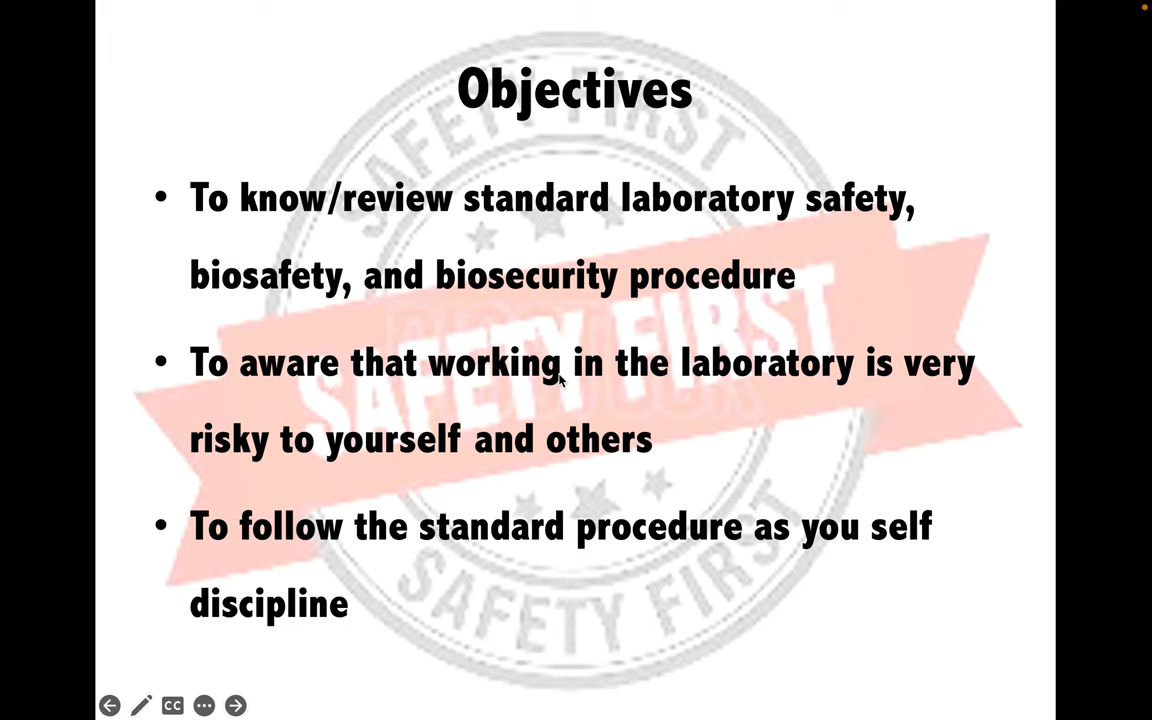 Objectives
• To know/review standard laboratory safety,
biosafety, and biosecurity procedure
• To aware that working in the laboratory is very
risky to yourself and others
• To follow the standard procedure as you self
discipline
SAFETY FIRST
SAFETY FIRST
SAFETY FIRST
CC